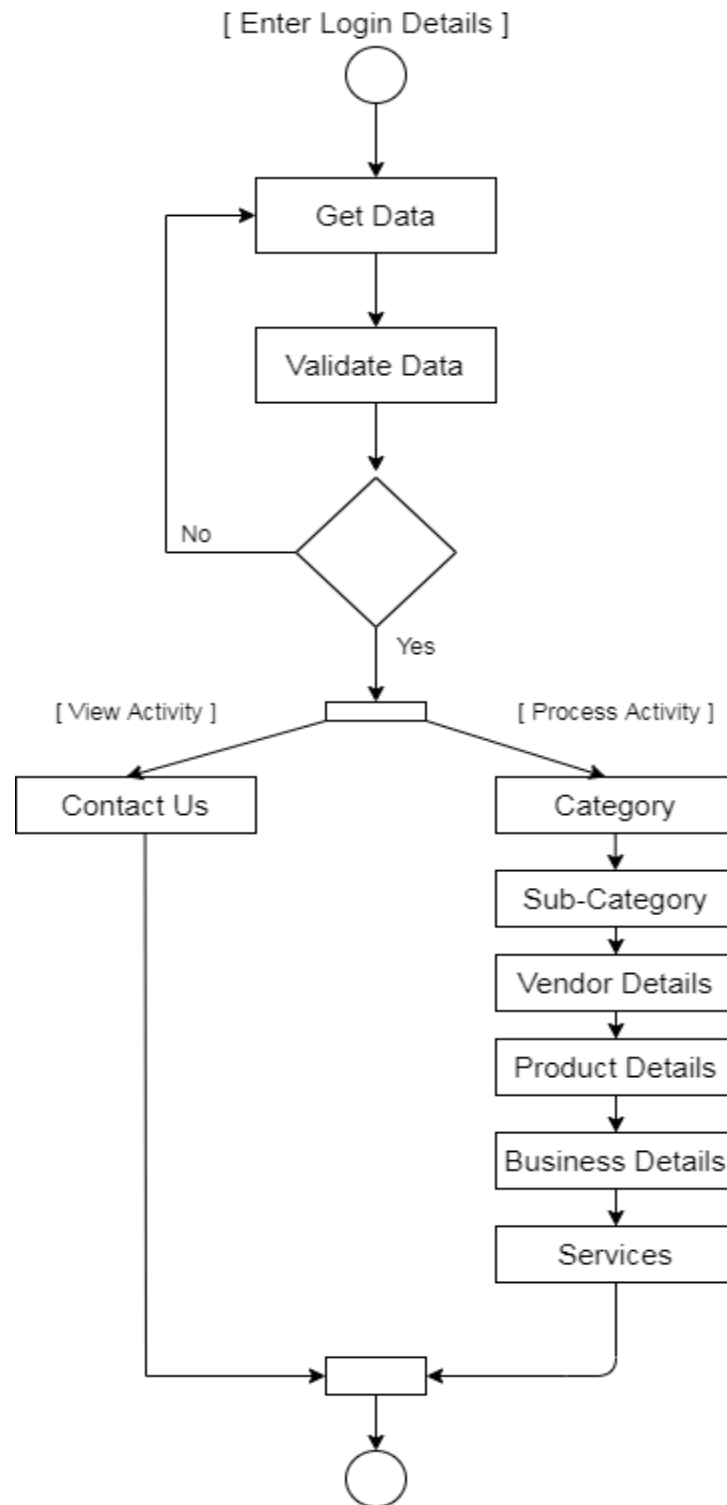 [ Enter Login Details ]
Get Data
Validate Data
No
Yes
[ View Activity ]
[ Process Activity ]
Contact Us
Category
Sub-Category
Vendor Details
Product Details
Business Details
Services